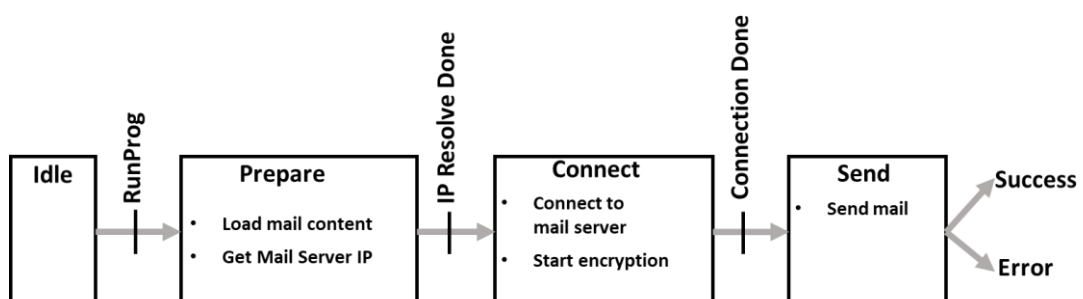 Idle
RunProg
Prepare
• Load mail content
• Get Mail Server IP
IP Resolve Done
Connect
• Connect to
mail server
• Start encryption
Connection Done
Send
• Send mail
Success
Error